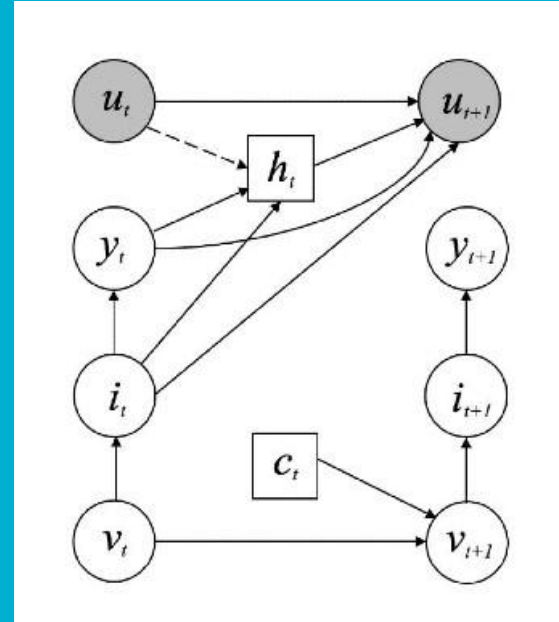 u_t u_{t+1}
h_t
y_t y_{t+1}
i_t i_{t+1}
c_t
v_t v_{t+1}